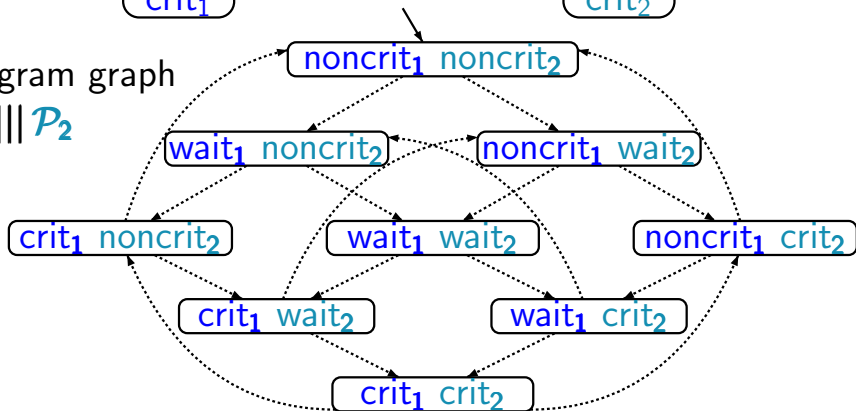 crit₁ crit₂
noncrit₁ noncrit₂
gram graph
||| 𝒫₂
wait₁ noncrit₂ noncrit₁ wait₂
crit₁ noncrit₂ wait₁ wait₂ noncrit₁ crit₂
crit₁ wait₂ wait₁ crit₂
crit₁ crit₂